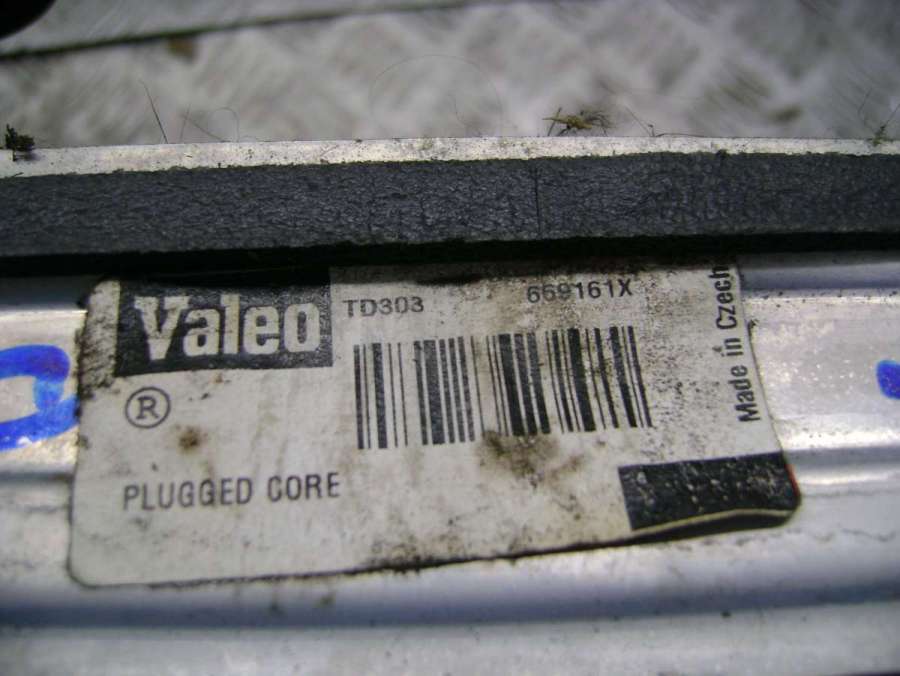 Valeo
®
TD303 669161X
PLUGGED CORE
Made in Czech